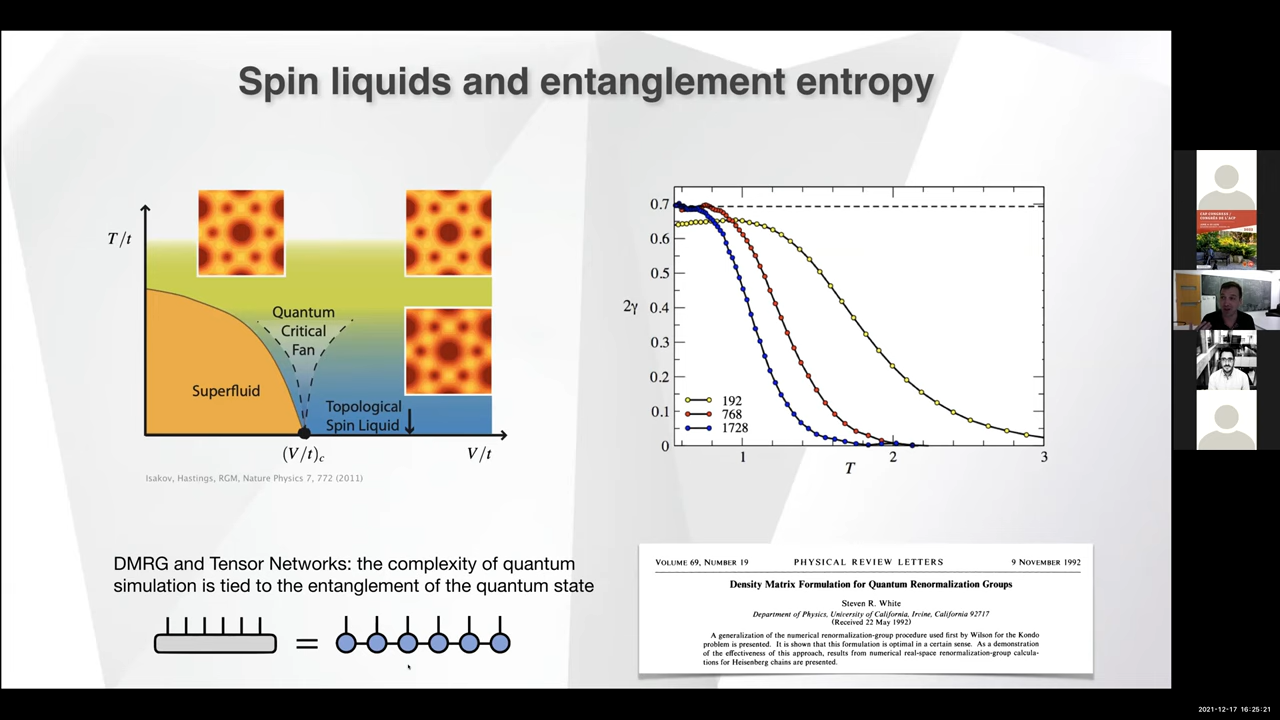 Spin liquids and entanglement entropy
T/t
Quantum
Critical
Fan
Superfluid
Topological
Spin Liquid
(V/t)c
V/t
Isakov, Hastings, RGM, Nature Physics 7, 772 (2011)
0.7
0.6
0.5
0.4
0.3
0.2
0.1
0
2γ
192
768
1728
1
2
3
T
DMRG and Tensor Networks: the complexity of quantum
simulation is tied to the entanglement of the quantum state
=
VOLUME 69, NUMBER 19 PHYSICAL REVIEW LETTERS 9 NOVEMBER 1992
Density Matrix Formulation for Quantum Renormalization Groups
Steven R. White
Department of Physics, University of California, Irvine, California 92717
(Received 22 May 1992)
A generalization of the numerical renormalization-group procedure used first by Wilson for the Kondo
problem is presented. It is shown that this formulation is optimal in a certain sense. As a demonstration
of the effectiveness of this approach, results from numerical real-space renormalization-group calcula-
tions for Heisenberg chains are presented.
2021-12-17 16:25:21